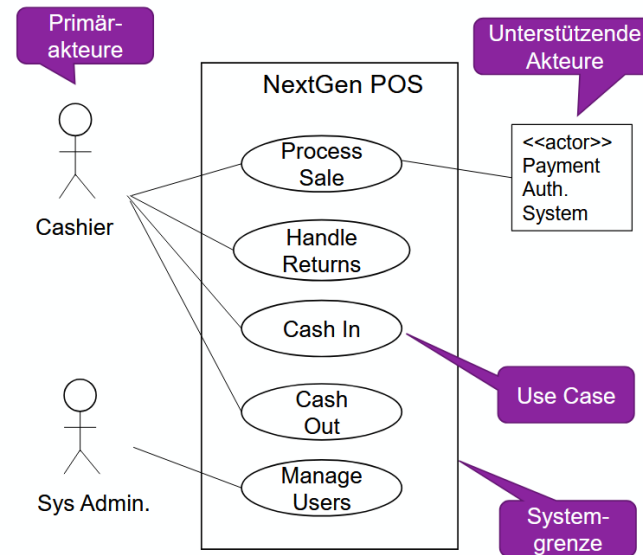 Primär-
akteure
Unterstützende
Akteure
NextGen POS
Process
Sale
<<actor>>
Payment
Auth.
System
Cashier
Handle
Returns
Cash In
Use Case
Cash
Out
Sys Admin.
Manage
Users
System-
grenze